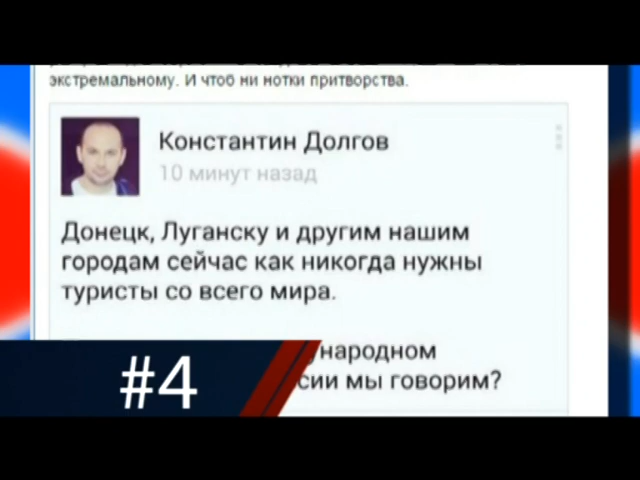 экстремальному. И чтоб ни нотки притворства.
Константин Долгов
10 минут назад
Донецк, Луганску и другим нашим
городам сейчас как никогда нужны
туристы со всего мира.
народном
сии мы говорим?
#4